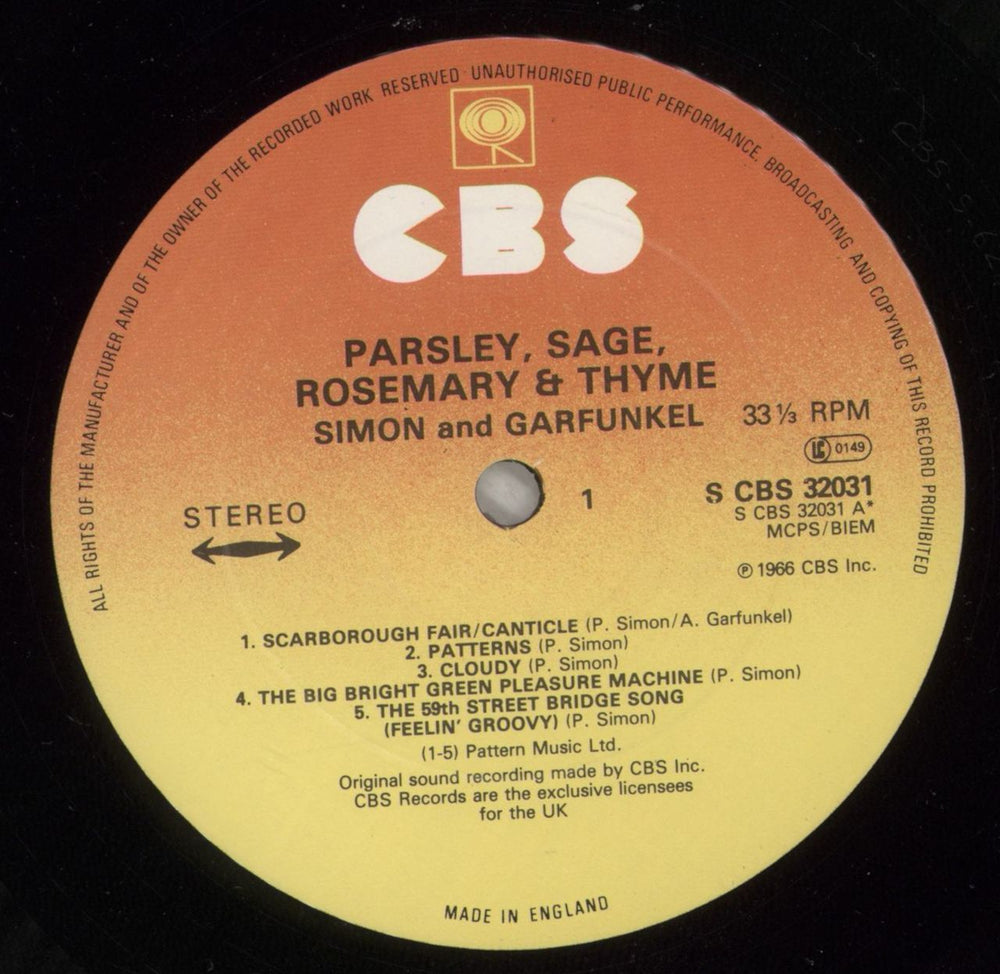 ALL RIGHTS OF THE MANUFACTURER AND OF THE OWNER OF THE RECORDED WORK RESERVED · UNAUTHORISED PUBLIC PERFORMANCE, BROADCASTING AND COPYING OF THIS RECORD PROHIBITED
CBS
PARSLEY, SAGE,
ROSEMARY & THYME
SIMON and GARFUNKEL
33⅓ RPM
LC 0149
STEREO
1
S CBS 32031
S CBS 32031 A*
MCPS/BIEM
℗ 1966 CBS Inc.
1. SCARBOROUGH FAIR/CANTICLE (P. Simon/A. Garfunkel)
2. PATTERNS (P. Simon)
3. CLOUDY (P. Simon)
4. THE BIG BRIGHT GREEN PLEASURE MACHINE (P. Simon)
5. THE 59th STREET BRIDGE SONG
(FEELIN' GROOVY) (P. Simon)
(1-5) Pattern Music Ltd.
Original sound recording made by CBS Inc.
CBS Records are the exclusive licensees
for the UK
MADE IN ENGLAND